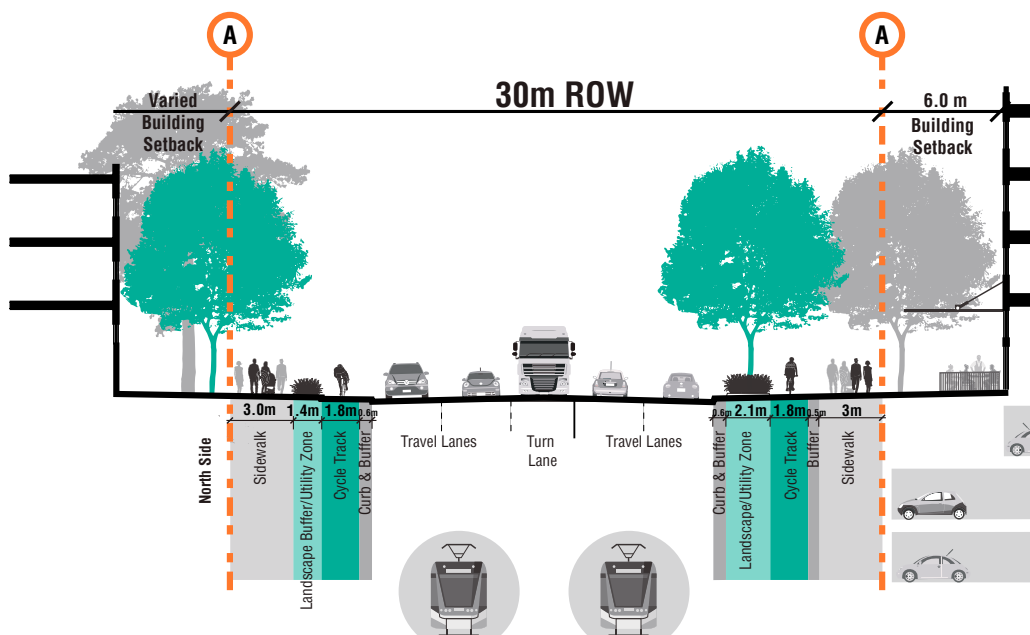 A
A
30m ROW
Varied
Building
Setback
6.0 m
Building
Setback
3.0m
1.4m
1.8m
0.6m
0.6m
2.1m
1.8m
0.5m
3m
North Side
Sidewalk
Landscape Buffer/Utility Zone
Cycle Track
Curb & Buffer
Travel Lanes
Turn
Lane
Travel Lanes
Curb & Buffer
Landscape/Utility Zone
Cycle Track
Buffer
Sidewalk